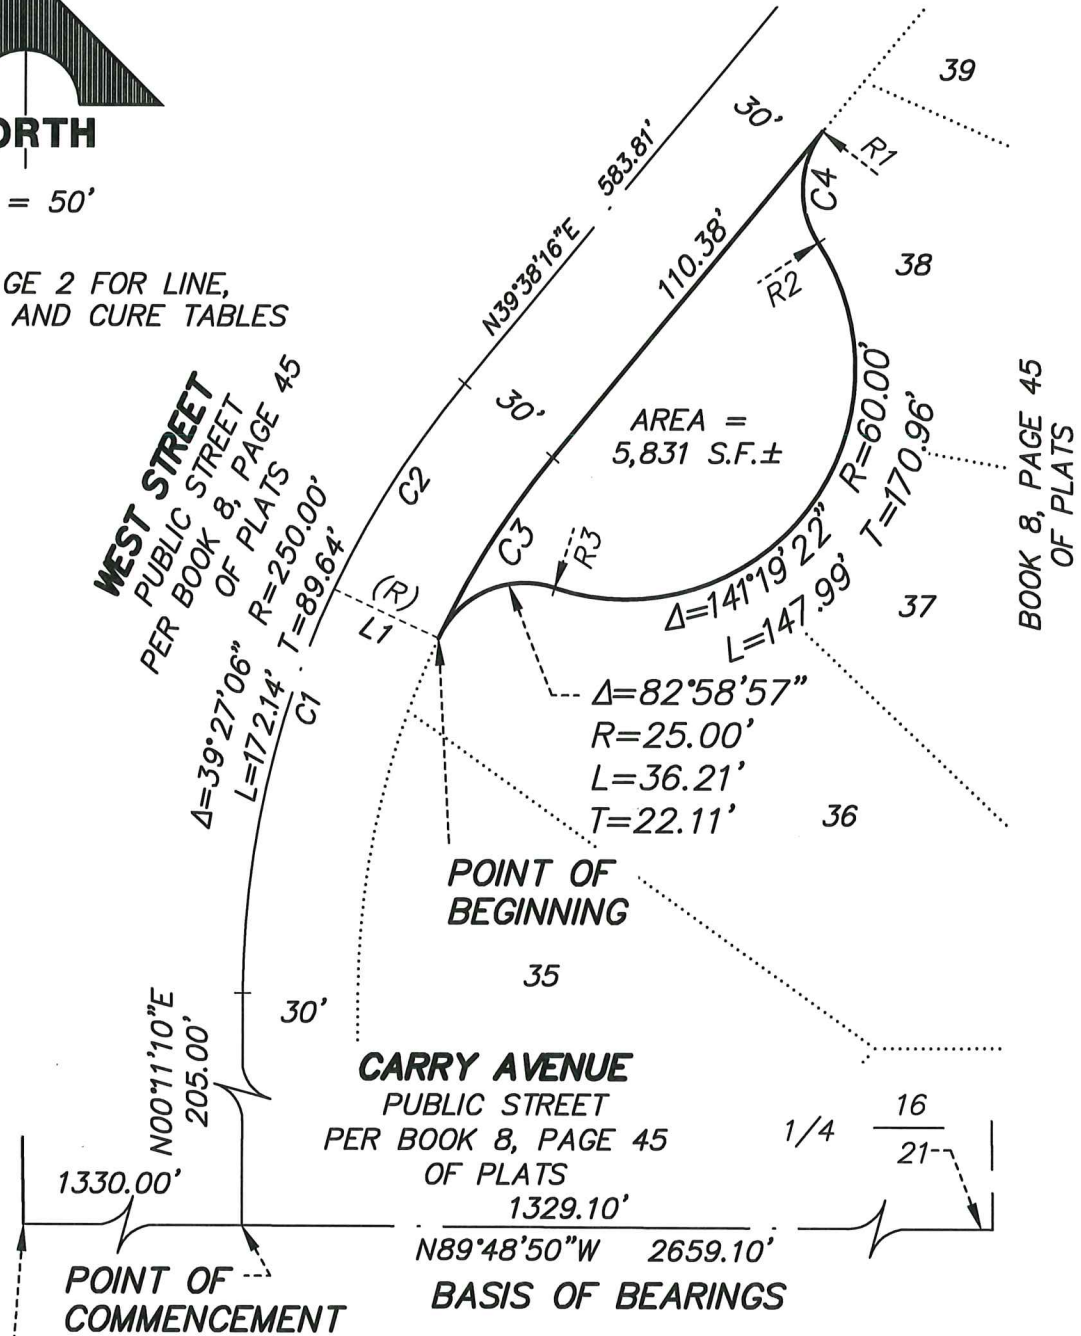 ORTH
= 50'
GE 2 FOR LINE,
AND CURE TABLES
39
30'
R1
583.81'
C4
N39°38'16"E
110.38'
38
R2
30'
AREA =
5,831 S.F.±
WEST STREET
PUBLIC STREET
PER BOOK 8, PAGE 45
OF PLATS
C2
R=60.00'
T=170.96'
BOOK 8, PAGE 45
OF PLATS
C3
R3
(R)
L1
R=250.00'
T=89.64'
Δ=39°27'06"
L=172.14'
C1
Δ=141°19'22"
L=147.99'
37
Δ=82°58'57"
R=25.00'
L=36.21'
T=22.11'
36
POINT OF
BEGINNING
35
30'
N00°11'10"E
205.00'
CARRY AVENUE
PUBLIC STREET
PER BOOK 8, PAGE 45
OF PLATS
1/4
16
21
1330.00'
1329.10'
N89°48'50"W 2659.10'
BASIS OF BEARINGS
POINT OF
COMMENCEMENT